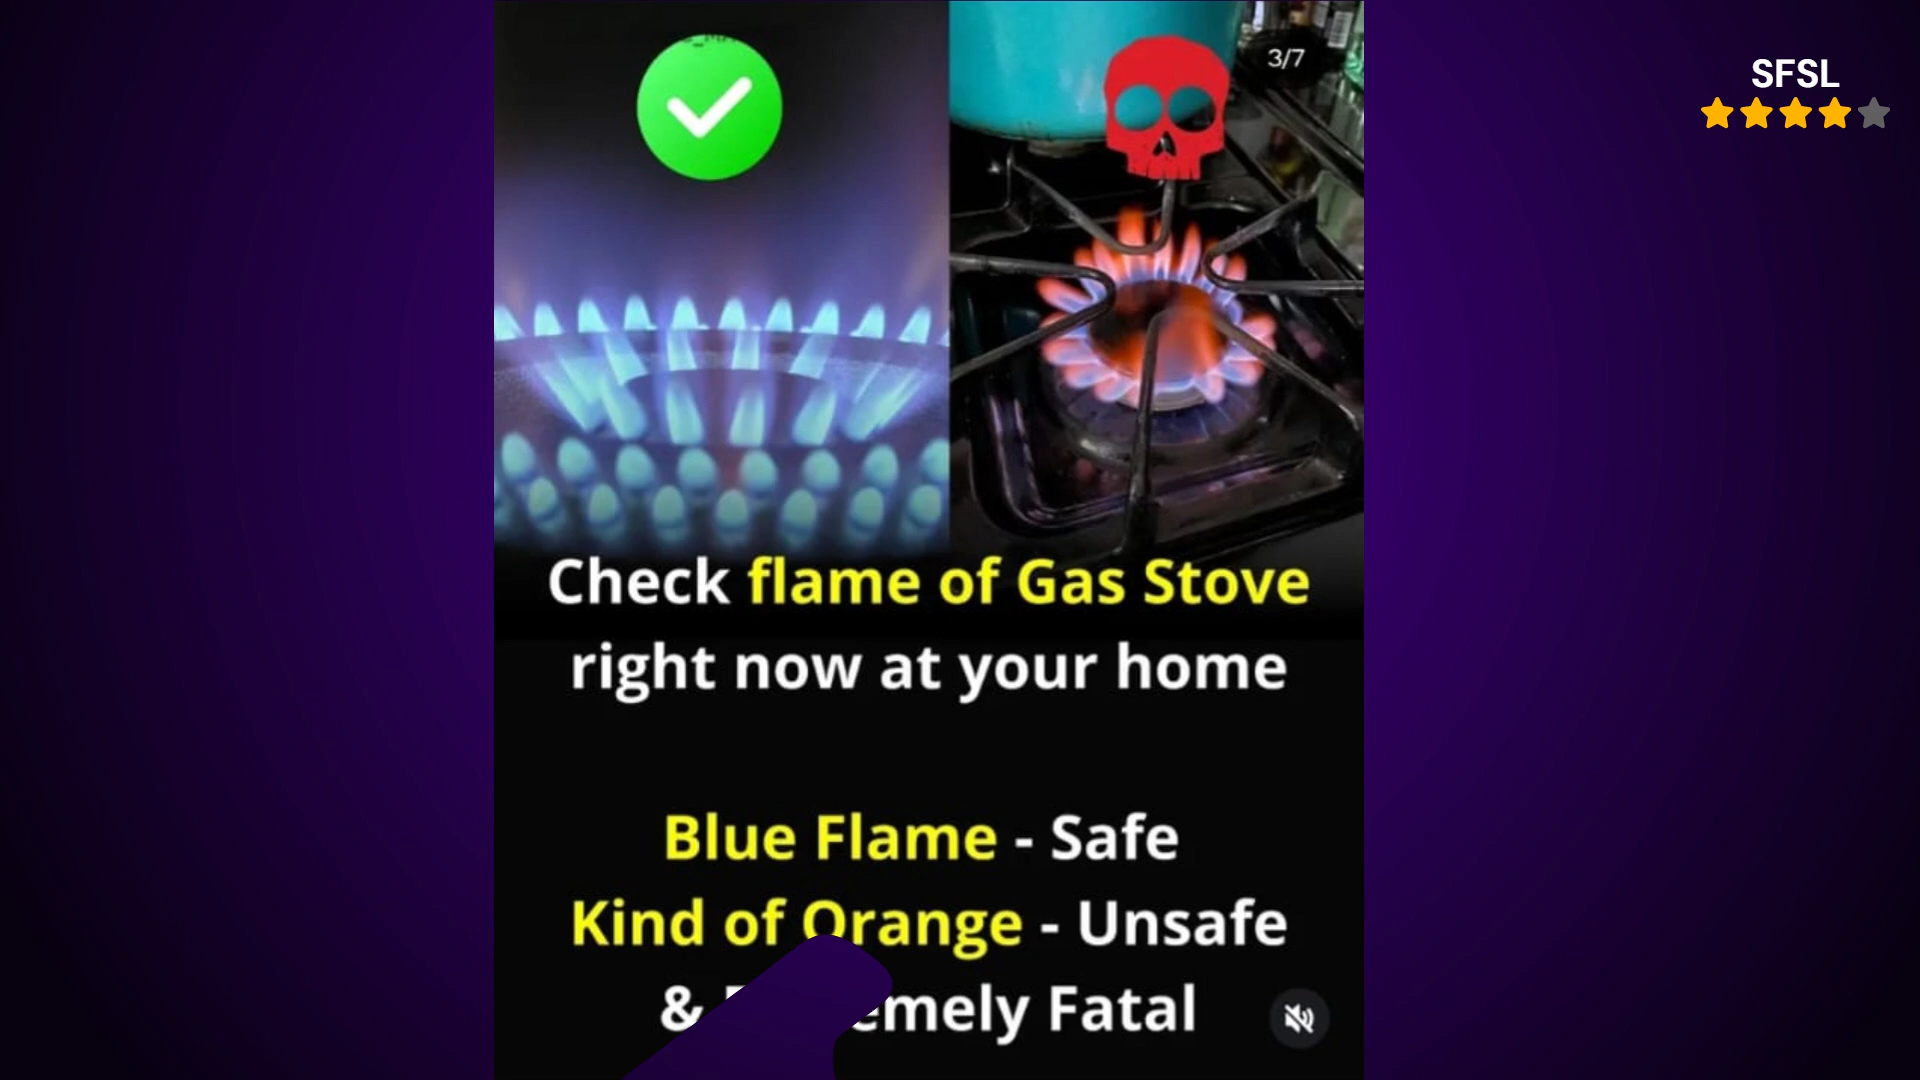 3/7
SFSL
Check flame of Gas Stove
right now at your home
Blue Flame - Safe
Kind of Orange - Unsafe
& Fatal